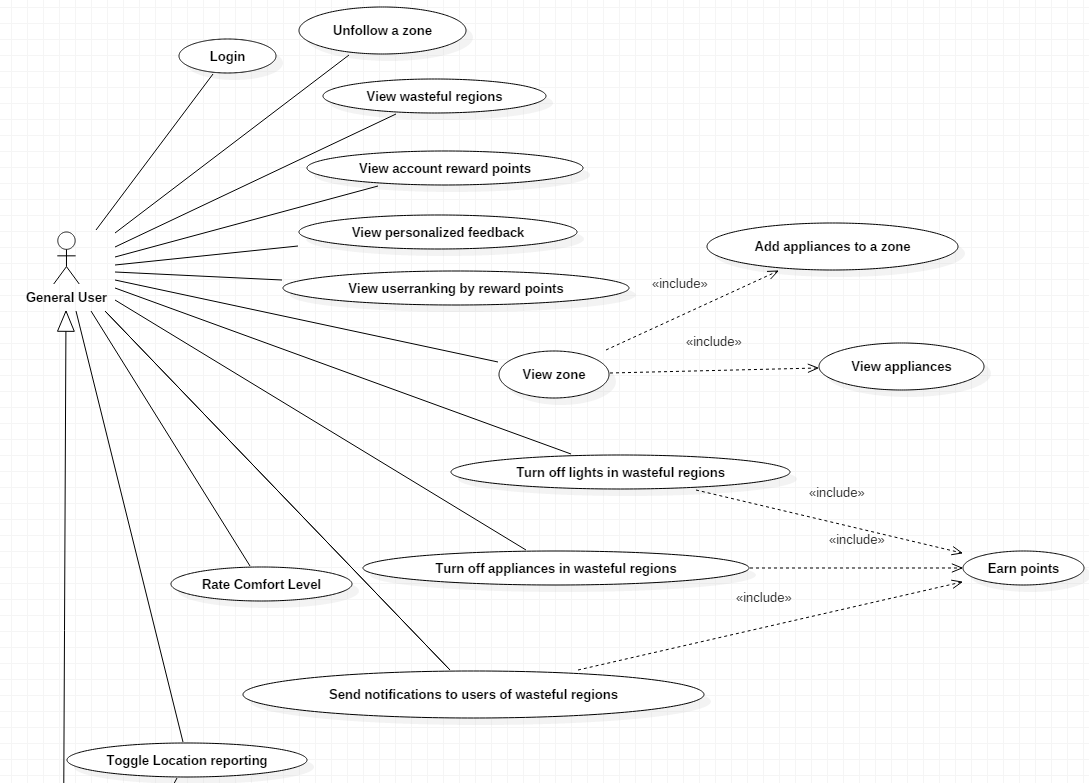 Unfollow a zone
Login
View wasteful regions
View account reward points
View personalized feedback
Add appliances to a zone
«include»
View userranking by reward points
General User
«include»
View zone
View appliances
Turn off lights in wasteful regions
«include»
«include»
Turn off appliances in wasteful regions
Earn points
Rate Comfort Level
«include»
Send notifications to users of wasteful regions
Toggle Location reporting